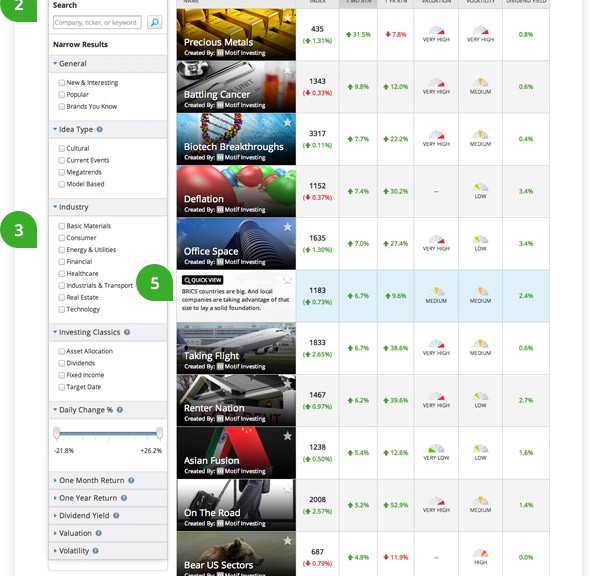 2
Search
Company, ticker, or keyword
Narrow Results
General
New & Interesting
Popular
Brands You Know
Idea Type ?
Cultural
Current Events
Megatrends
Model Based
3
Industry
Basic Materials
Consumer
Energy & Utilities
Financial
Healthcare
Industrials & Transport
Real Estate
Technology
Investing Classics ?
Asset Allocation
Dividends
Fixed Income
Target Date
Daily Change % ?
-21.8% +26.2%
One Month Return ?
One Year Return ?
Dividend Yield ?
Valuation ?
Volatility ?
NAME INDEX 1 MO RTN 1 YR RTN VALUATION VOLATILITY DIVIDEND YIELD
Precious Metals
Created By: m Motif Investing
435
(1.31%)
31.5% 7.8% VERY HIGH VERY HIGH 0.8%
Battling Cancer
Created By: m Motif Investing
1343
(0.33%)
9.8% 12.0% VERY HIGH MEDIUM 0.6%
Biotech Breakthroughs
Created By: m Motif Investing
3317
(0.11%)
7.7% 22.2% VERY HIGH MEDIUM 0.4%
Deflation
Created By: m Motif Investing
1152
(0.37%)
7.4% 30.2% -- LOW 3.4%
Office Space
Created By: m Motif Investing
1635
(1.30%)
7.0% 27.4% VERY HIGH LOW 3.4%
5
QUICK VIEW
BRICS countries are big. And local
companies are taking advantage of that
size to lay a solid foundation.
1183
(0.73%)
6.7% 9.6% MEDIUM MEDIUM 2.4%
Taking Flight
Created By: m Motif Investing
1833
(2.65%)
6.7% 38.6% VERY HIGH MEDIUM 0.6%
Renter Nation
Created By: m Motif Investing
1467
(0.97%)
6.2% 39.6% VERY HIGH LOW 2.7%
Asian Fusion
Created By: m Motif Investing
1238
(0.50%)
5.4% 12.6% VERY LOW LOW 1.6%
On The Road
Created By: m Motif Investing
2008
(2.57%)
5.2% 52.9% VERY HIGH MEDIUM 1.4%
Bear US Sectors
Created By: m Motif Investing
687
(0.79%)
4.8% 11.9% -- HIGH 0.0%